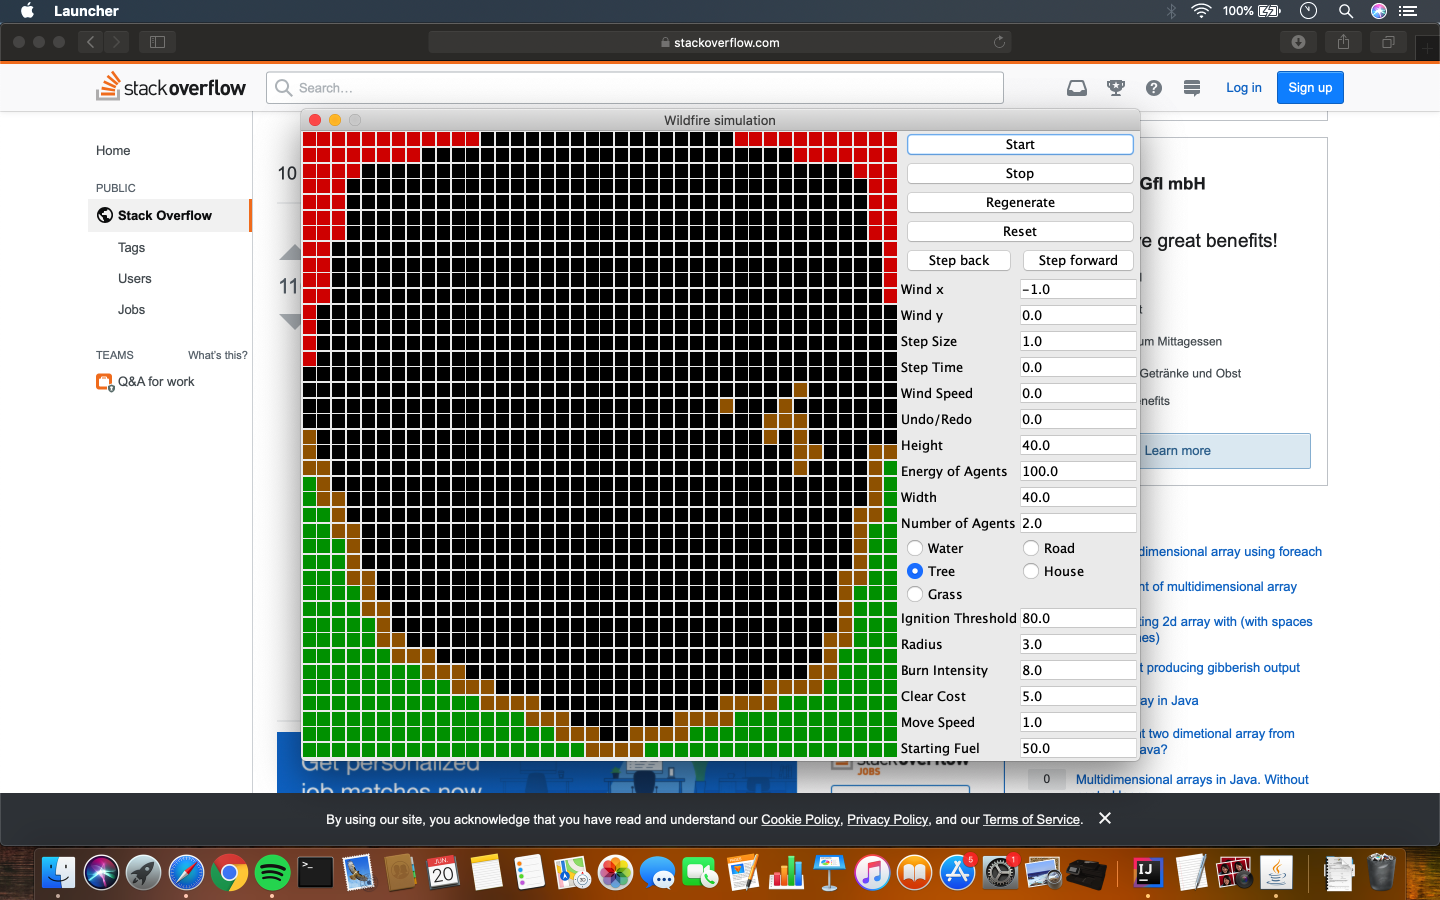 Launcher
100%
stackoverflow.com
stackoverflow
Search...
Log in
Sign up
Wildfire simulation
Home
PUBLIC
Stack Overflow
Tags
Users
Jobs
TEAMS
What's this?
Q&A for work
10
11
Start
Stop
Regenerate
Reset
Step back
Step forward
Wind x
-1.0
Wind y
0.0
Step Size
1.0
Step Time
0.0
Wind Speed
0.0
Undo/Redo
0.0
Height
40.0
Energy of Agents
100.0
Width
40.0
Number of Agents
2.0
Water
Road
Tree
House
Grass
Ignition Threshold
80.0
Radius
3.0
Burn Intensity
8.0
Clear Cost
5.0
Move Speed
1.0
Starting Fuel
50.0
Gfl mbH
e great benefits!
um Mittagessen
Getränke und Obst
nefits
Learn more
dimensional array using foreach
nt of multidimensional array
ing 2d array with (with spaces
es)
t producing gibberish output
ay in Java
t two dimetional array from
ava?
0
Multidimensional arrays in Java. Without
Get personalized
job matches now
stackoverflow
JOBS
By using our site, you acknowledge that you have read and understand our Cookie Policy, Privacy Policy, and our Terms of Service.
JUN
20
5
1
IJ